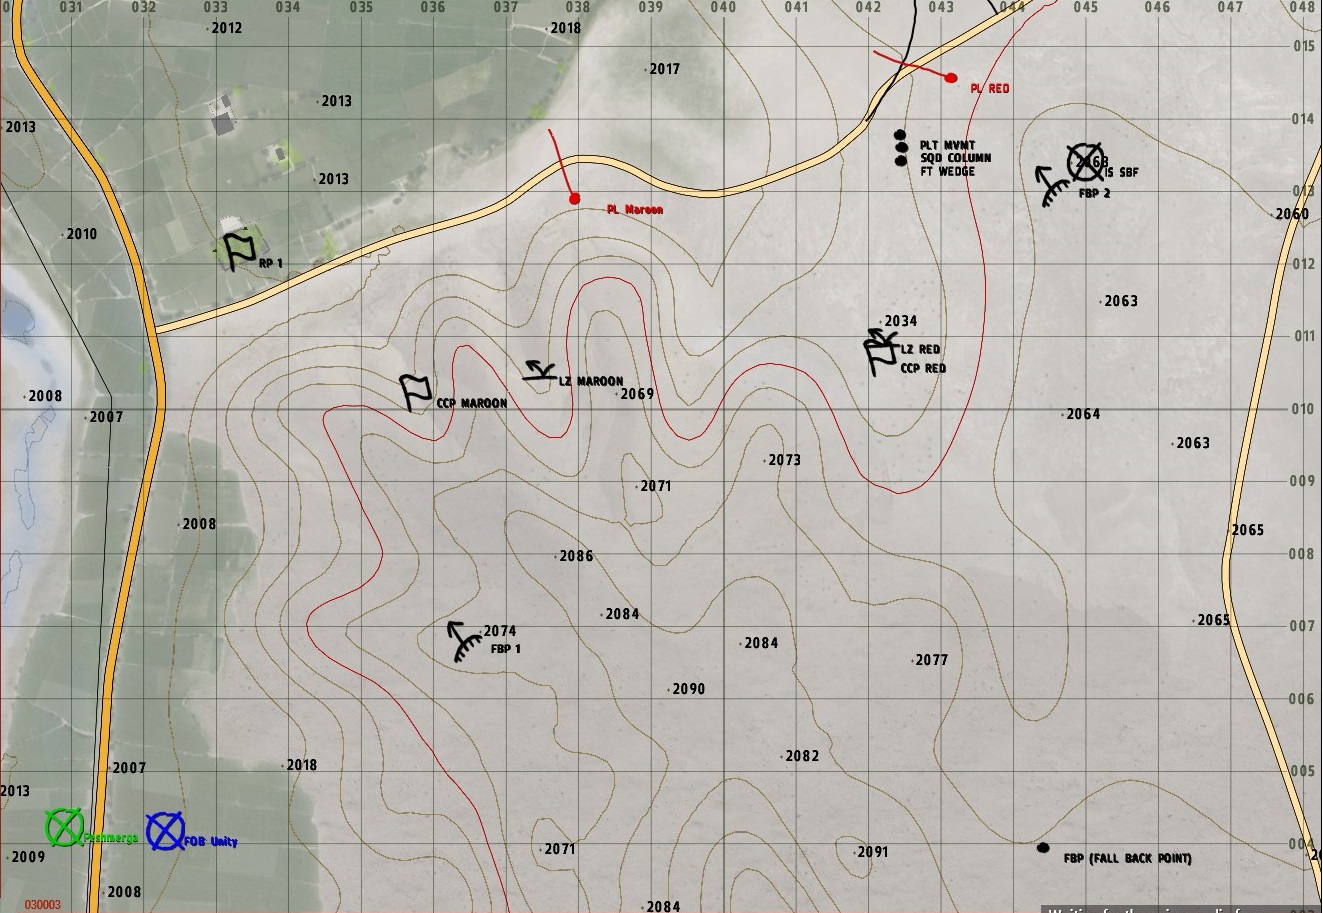 0 031 032 033 034 035 036 037 038 039 040 041 042 043 044 045 046 047 048
2012
2018
015
2017
PL RED
2013
2013
014
PLT MVMT
SQD COLUMN
FT WEDGE
IS SBF
2013
013
FBP 2
PL Maroon
2060
2010
RP 1
012
2063
2034
011
LZ RED
CCP RED
LZ MAROON
2008
2069
CCP MAROON
2007
2064
010
2063
2073
2071
009
2008
2065
2086
008
2084
2065
2074
007
FBP 1
2084
2077
2090
006
2082
2018
2007
005
2013
Peshmerga
FOB Unity
004
2071
2091
2009
FBP (FALL BACK POINT)
2008
030003
2084